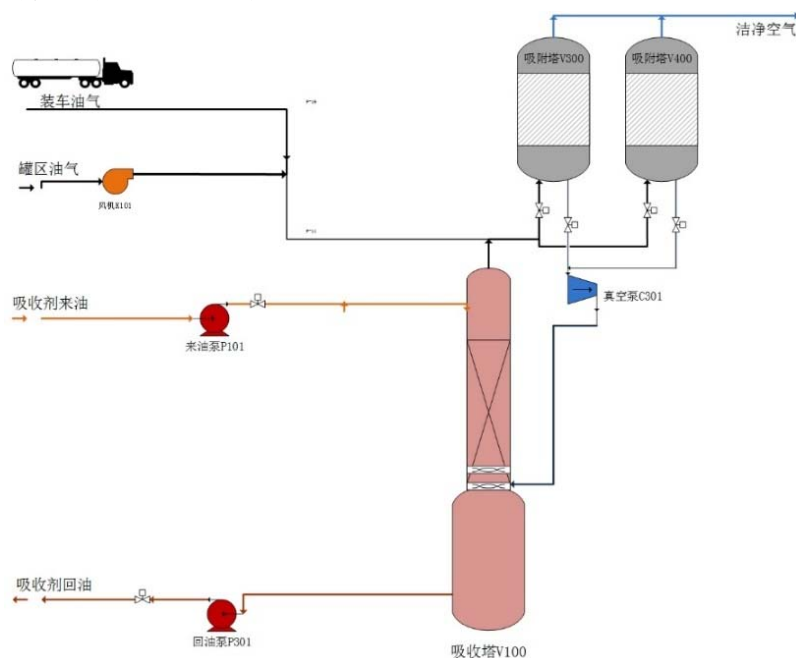 洁净空气
吸附塔V300
吸附塔V400
装车油气
罐区油气
风机K101
吸收剂来油
来油泵P101
真空泵C301
吸收剂回油
回油泵P301
吸收塔V100